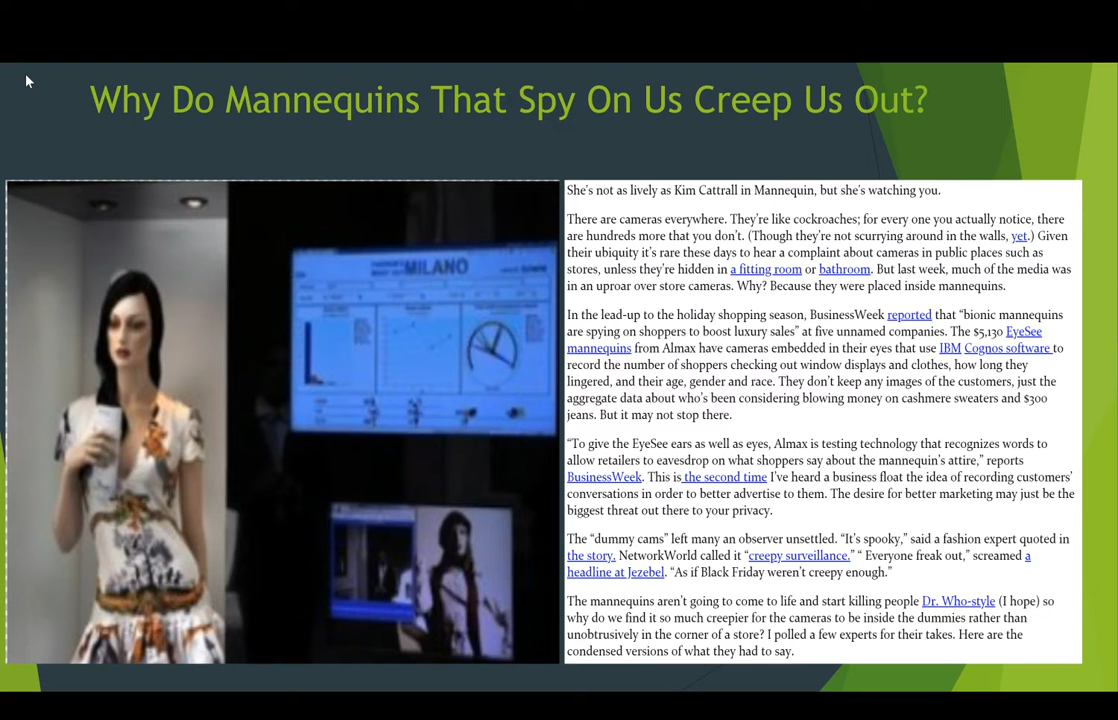 Why Do Mannequins That Spy On Us Creep Us Out?
MILANO
She's not as lively as Kim Cattrall in Mannequin, but she's watching you.
There are cameras everywhere. They're like cockroaches; for every one you actually notice, there
are hundreds more that you don't. (Though they're not scurrying around in the walls, yet.) Given
their ubiquity it's rare these days to hear a complaint about cameras in public places such as
stores, unless they're hidden in a fitting room or bathroom. But last week, much of the media was
in an uproar over store cameras. Why? Because they were placed inside mannequins.
In the lead-up to the holiday shopping season, BusinessWeek reported that “bionic mannequins
are spying on shoppers to boost luxury sales” at five unnamed companies. The $5,130 EyeSee
mannequins from Almax have cameras embedded in their eyes that use IBM Cognos software to
record the number of shoppers checking out window displays and clothes, how long they
lingered, and their age, gender and race. They don't keep any images of the customers, just the
aggregate data about who's been considering blowing money on cashmere sweaters and $300
jeans. But it may not stop there.
“To give the EyeSee ears as well as eyes, Almax is testing technology that recognizes words to
allow retailers to eavesdrop on what shoppers say about the mannequin's attire,” reports
BusinessWeek. This is the second time I've heard a business float the idea of recording customers'
conversations in order to better advertise to them. The desire for better marketing may just be the
biggest threat out there to your privacy.
The “dummy cams” left many an observer unsettled. “It's spooky,” said a fashion expert quoted in
the story. NetworkWorld called it “creepy surveillance.” “ Everyone freak out,” screamed a
headline at Jezebel. “As if Black Friday weren't creepy enough.”
The mannequins aren't going to come to life and start killing people Dr. Who-style (I hope) so
why do we find it so much creepier for the cameras to be inside the dummies rather than
unobtrusively in the corner of a store? I polled a few experts for their takes. Here are the
condensed versions of what they had to say.